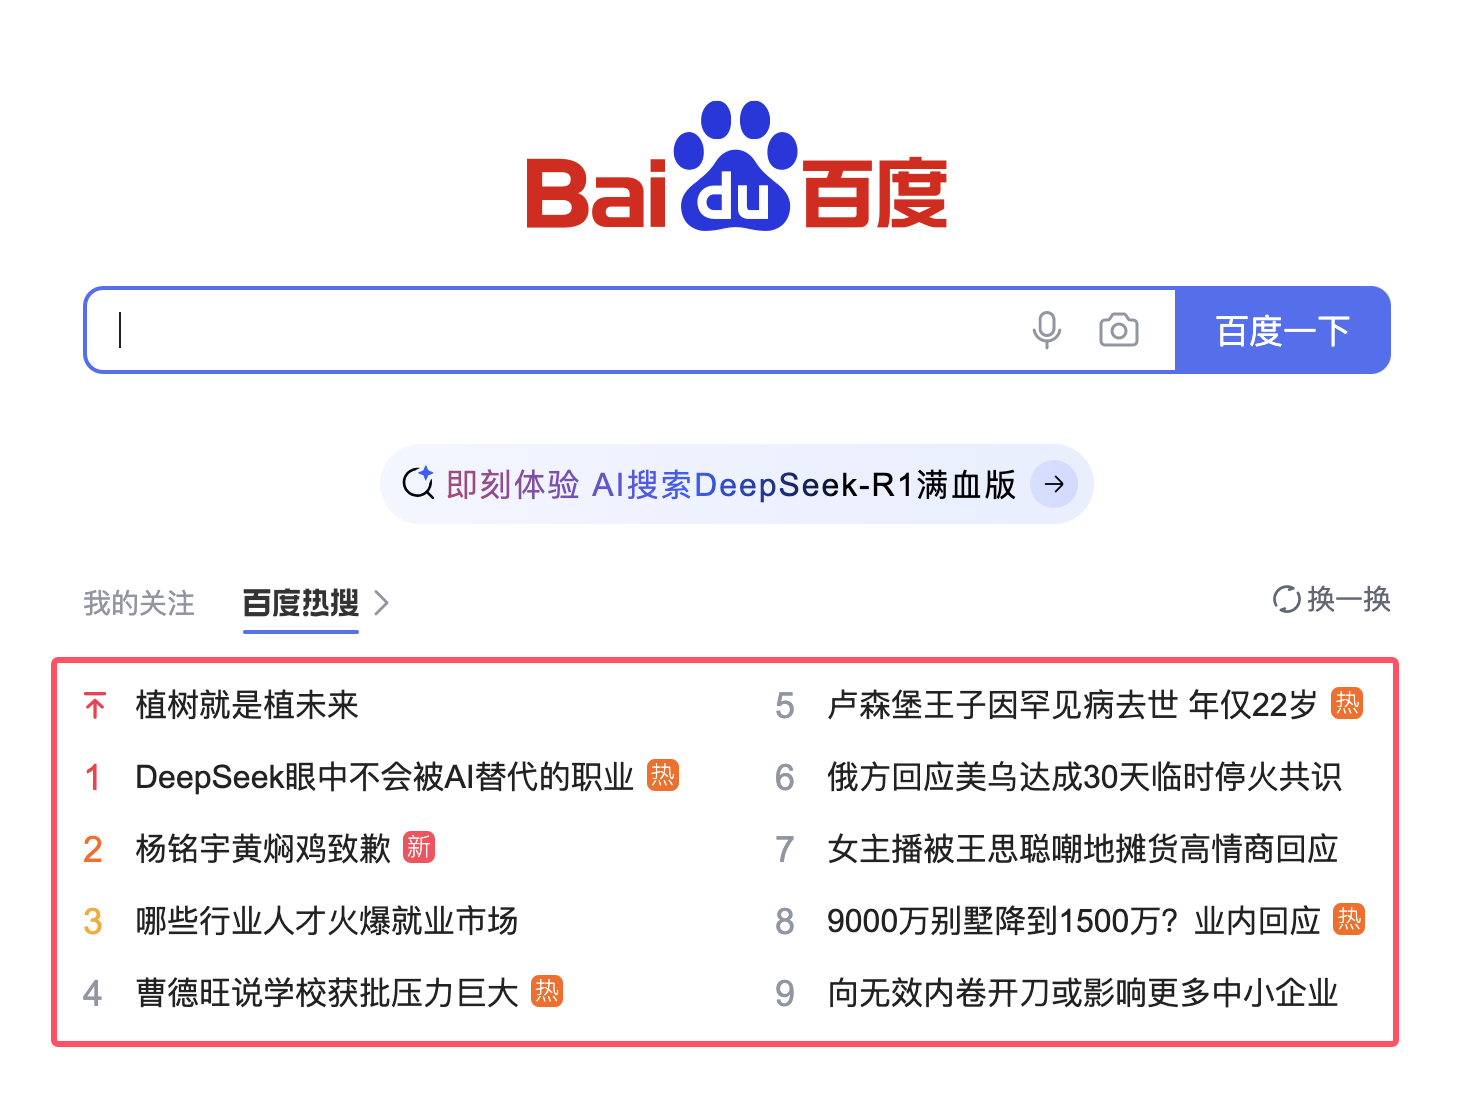 Bai du 百度
百度一下
即刻体验 AI搜索DeepSeek-R1满血版
我的关注 百度热搜 换一换
植树就是植未来
1 DeepSeek眼中不会被AI替代的职业 热
2 杨铭宇黄焖鸡致歉 新
3 哪些行业人才火爆就业市场
4 曹德旺说学校获批压力巨大 热
5 卢森堡王子因罕见病去世 年仅22岁 热
6 俄方回应美乌达成30天临时停火共识
7 女主播被王思聪嘲地摊货高情商回应
8 9000万别墅降到1500万？业内回应 热
9 向无效内卷开刀或影响更多中小企业